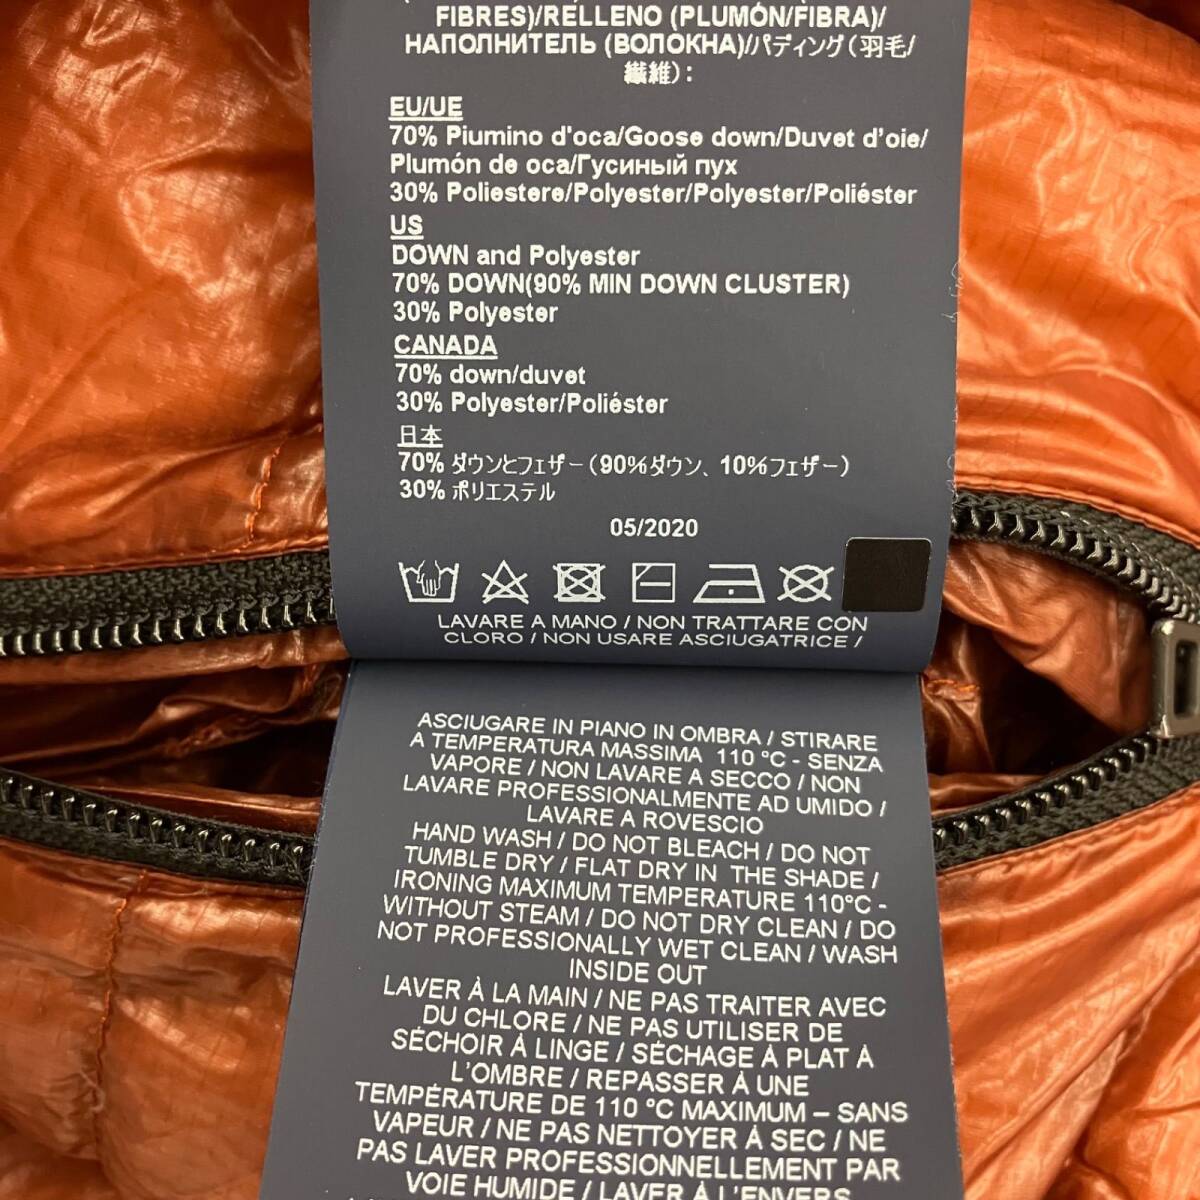 FIBRES)/RELLENO (PLUMÓN/FIBRA)/
НАПОЛНИТЕЛЬ (ВОЛОКНА)/パディング(羽毛/
繊維):
EU/UE
70% Piumino d'oca/Goose down/Duvet d'oie/
Plumón de oca/Гусиный пух
30% Poliestere/Polyester/Polyester/Poliéster
US
DOWN and Polyester
70% DOWN(90% MIN DOWN CLUSTER)
30% Polyester
CANADA
70% down/duvet
30% Polyester/Poliéster
日本
70% ダウンとフェザー(90%ダウン、10%フェザー)
30% ポリエステル
05/2020
LAVARE A MANO / NON TRATTARE CON
CLORO / NON USARE ASCIUGATRICE /
ASCIUGARE IN PIANO IN OMBRA / STIRARE
A TEMPERATURA MASSIMA 110 °C - SENZA
VAPORE / NON LAVARE A SECCO / NON
LAVARE PROFESSIONALMENTE AD UMIDO /
LAVARE A ROVESCIO
HAND WASH / DO NOT BLEACH / DO NOT
TUMBLE DRY / FLAT DRY IN THE SHADE /
IRONING MAXIMUM TEMPERATURE 110°C -
WITHOUT STEAM / DO NOT DRY CLEAN / DO
NOT PROFESSIONALLY WET CLEAN / WASH
INSIDE OUT
LAVER À LA MAIN / NE PAS TRAITER AVEC
DU CHLORE / NE PAS UTILISER DE
SÉCHOIR À LINGE / SÉCHAGE À PLAT À
L'OMBRE / REPASSER À UNE
TEMPÉRATURE DE 110 °C MAXIMUM – SANS
VAPEUR / NE PAS NETTOYER À SEC / NE
PAS LAVER PROFESSIONNELLEMENT PAR
VOIE HUMIDE / LAVER À L'ENVERS